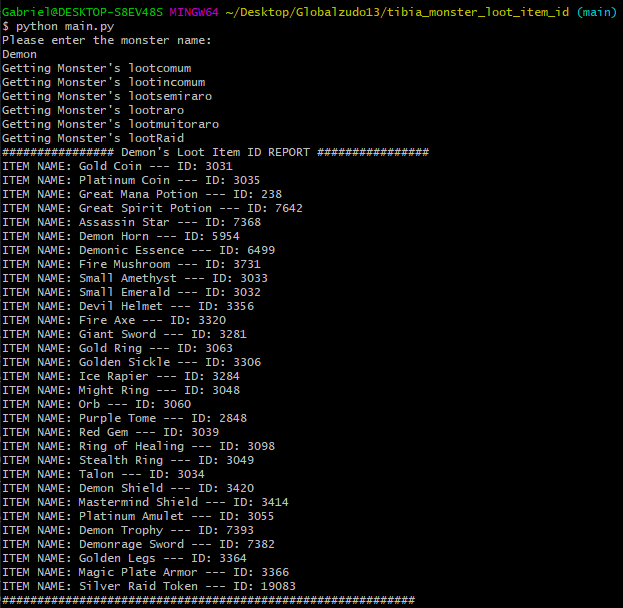 Gabriel@DESKTOP-S8EV48S MINGW64 ~/Desktop/Globalzudo13/tibia_monster_loot_item_id (main)
$ python main.py
Please enter the monster name:
Demon
Getting Monster's lootcomum
Getting Monster's lootincomum
Getting Monster's lootsemiraro
Getting Monster's lootraro
Getting Monster's lootmuitoraro
Getting Monster's lootRaid
################ Demon's Loot Item ID REPORT ################
ITEM NAME: Gold Coin --- ID: 3031
ITEM NAME: Platinum Coin --- ID: 3035
ITEM NAME: Great Mana Potion --- ID: 238
ITEM NAME: Great Spirit Potion --- ID: 7642
ITEM NAME: Assassin Star --- ID: 7368
ITEM NAME: Demon Horn --- ID: 5954
ITEM NAME: Demonic Essence --- ID: 6499
ITEM NAME: Fire Mushroom --- ID: 3731
ITEM NAME: Small Amethyst --- ID: 3033
ITEM NAME: Small Emerald --- ID: 3032
ITEM NAME: Devil Helmet --- ID: 3356
ITEM NAME: Fire Axe --- ID: 3320
ITEM NAME: Giant Sword --- ID: 3281
ITEM NAME: Gold Ring --- ID: 3063
ITEM NAME: Golden Sickle --- ID: 3306
ITEM NAME: Ice Rapier --- ID: 3284
ITEM NAME: Might Ring --- ID: 3048
ITEM NAME: Orb --- ID: 3060
ITEM NAME: Purple Tome --- ID: 2848
ITEM NAME: Red Gem --- ID: 3039
ITEM NAME: Ring of Healing --- ID: 3098
ITEM NAME: Stealth Ring --- ID: 3049
ITEM NAME: Talon --- ID: 3034
ITEM NAME: Demon Shield --- ID: 3420
ITEM NAME: Mastermind Shield --- ID: 3414
ITEM NAME: Platinum Amulet --- ID: 3055
ITEM NAME: Demon Trophy --- ID: 7393
ITEM NAME: Demonrage Sword --- ID: 7382
ITEM NAME: Golden Legs --- ID: 3364
ITEM NAME: Magic Plate Armor --- ID: 3366
ITEM NAME: Silver Raid Token --- ID: 19083
###########################################################